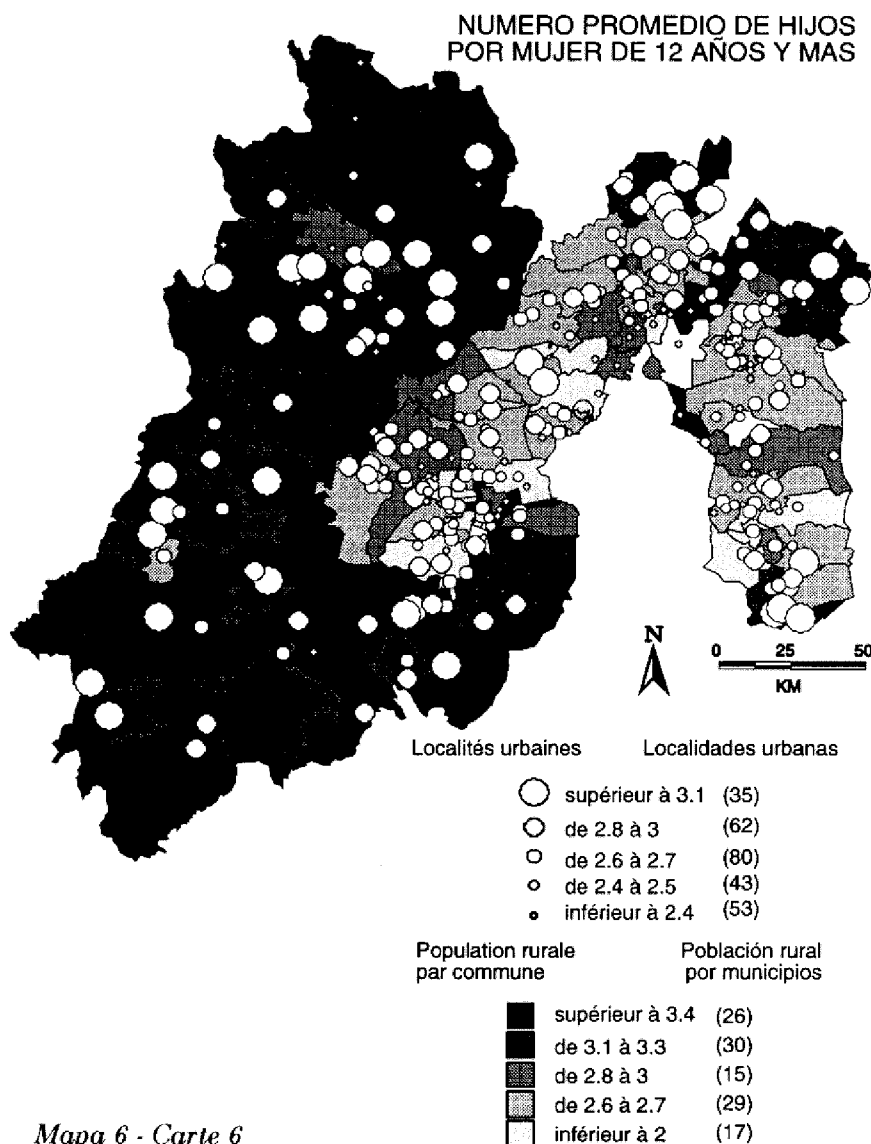 NUMERO PROMEDIO DE HIJOS
POR MUJER DE 12 AÑOS Y MAS
N
0 25 50
KM
Localités urbaines Localidades urbanas
supérieur à 3.1 (35)
de 2.8 à 3 (62)
de 2.6 à 2.7 (80)
de 2.4 à 2.5 (43)
inférieur à 2.4 (53)
Population rurale Población rural
par commune por municipios
supérieur à 3.4 (26)
de 3.1 à 3.3 (30)
de 2.8 à 3 (15)
de 2.6 à 2.7 (29)
inférieur à 2 (17)
Mapa 6 - Carte 6